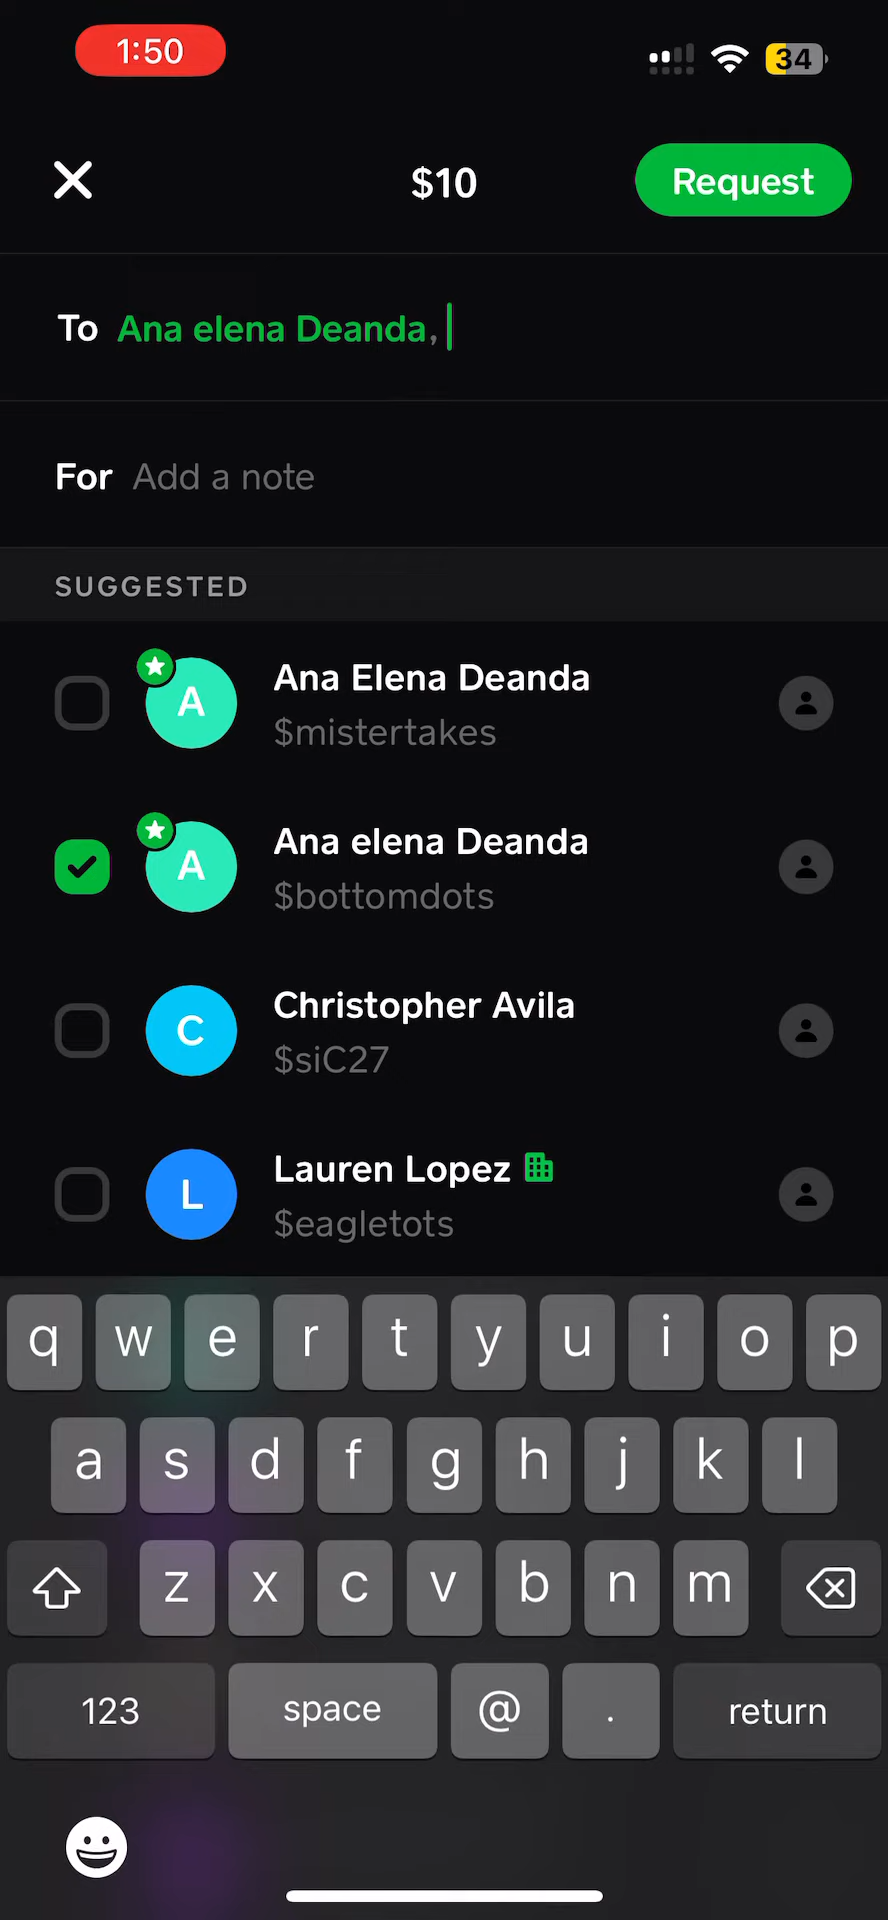 1:50
34
$10
Request
To Ana elena Deanda,
For Add a note
SUGGESTED
A
Ana Elena Deanda
$mistertakes
A
Ana elena Deanda
$bottomdots
C
Christopher Avila
$siC27
L
Lauren Lopez
$eagletots
q w e r t y u i o p
a s d f g h j k l
z x c v b n m
123 space @ . return